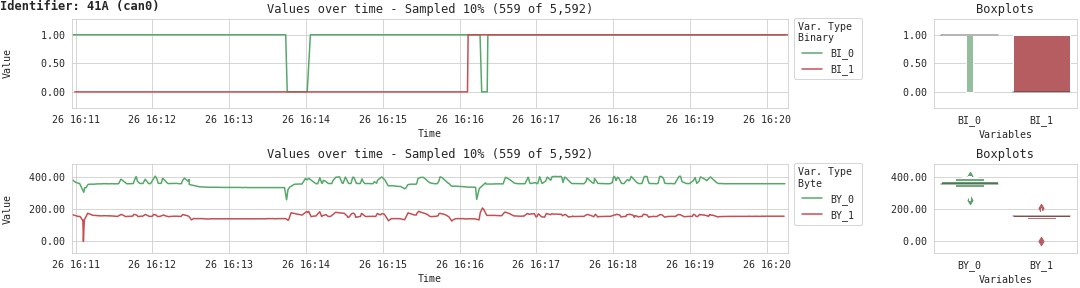 Identifier: 41A (can0)
Values over time - Sampled 10% (559 of 5,592)
Value
1.00
0.50
0.00
26 16:11 26 16:12 26 16:13 26 16:14 26 16:15 26 16:16 26 16:17 26 16:18 26 16:19 26 16:20
Time
Var. Type
Binary
BI_0
BI_1
Boxplots
1.00
0.50
0.00
BI_0 BI_1
Variables
Values over time - Sampled 10% (559 of 5,592)
Value
400.00
200.00
0.00
26 16:11 26 16:12 26 16:13 26 16:14 26 16:15 26 16:16 26 16:17 26 16:18 26 16:19 26 16:20
Time
Var. Type
Byte
BY_0
BY_1
Boxplots
400.00
200.00
0.00
BY_0 BY_1
Variables